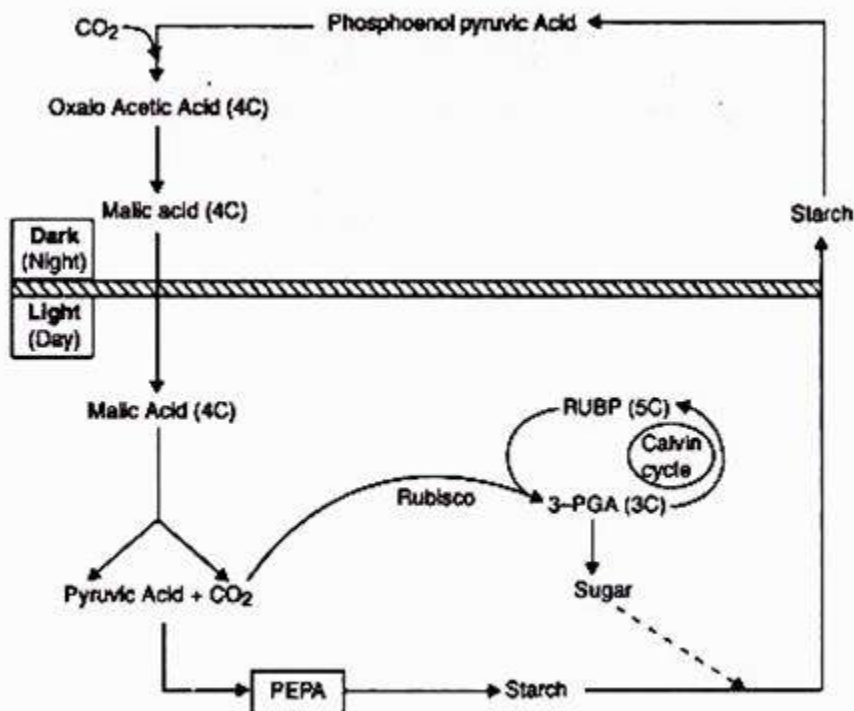 CO₂
Phosphoenol pyruvic Acid
Oxalo Acetic Acid (4C)
Malic acid (4C)
Starch
Dark
(Night)
Light
(Day)
Malic Acid (4C)
RUBP (5C)
Calvin
cycle
Rubisco
3–PGA (3C)
Pyruvic Acid + CO₂
Sugar
PEPA
Starch